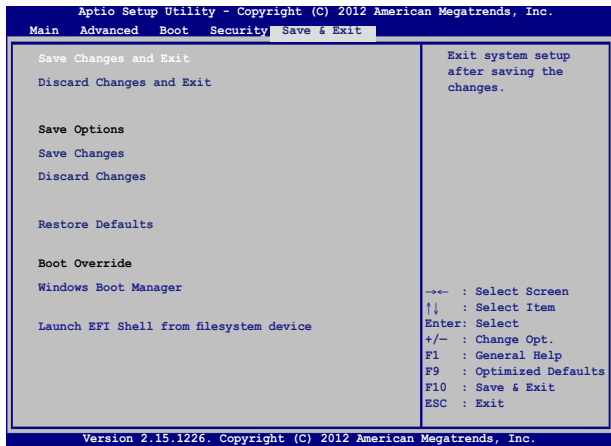 Aptio Setup Utility - Copyright (C) 2012 American Megatrends, Inc.
Main Advanced Boot Security Save & Exit
Save Changes and Exit
Discard Changes and Exit
Save Options
Save Changes
Discard Changes
Restore Defaults
Boot Override
Windows Boot Manager
Launch EFI Shell from filesystem device
Exit system setup
after saving the
changes.
→← : Select Screen
↑↓ : Select Item
Enter: Select
+/— : Change Opt.
F1 : General Help
F9 : Optimized Defaults
F10 : Save & Exit
ESC : Exit
Version 2.15.1226. Copyright (C) 2012 American Megatrends, Inc.